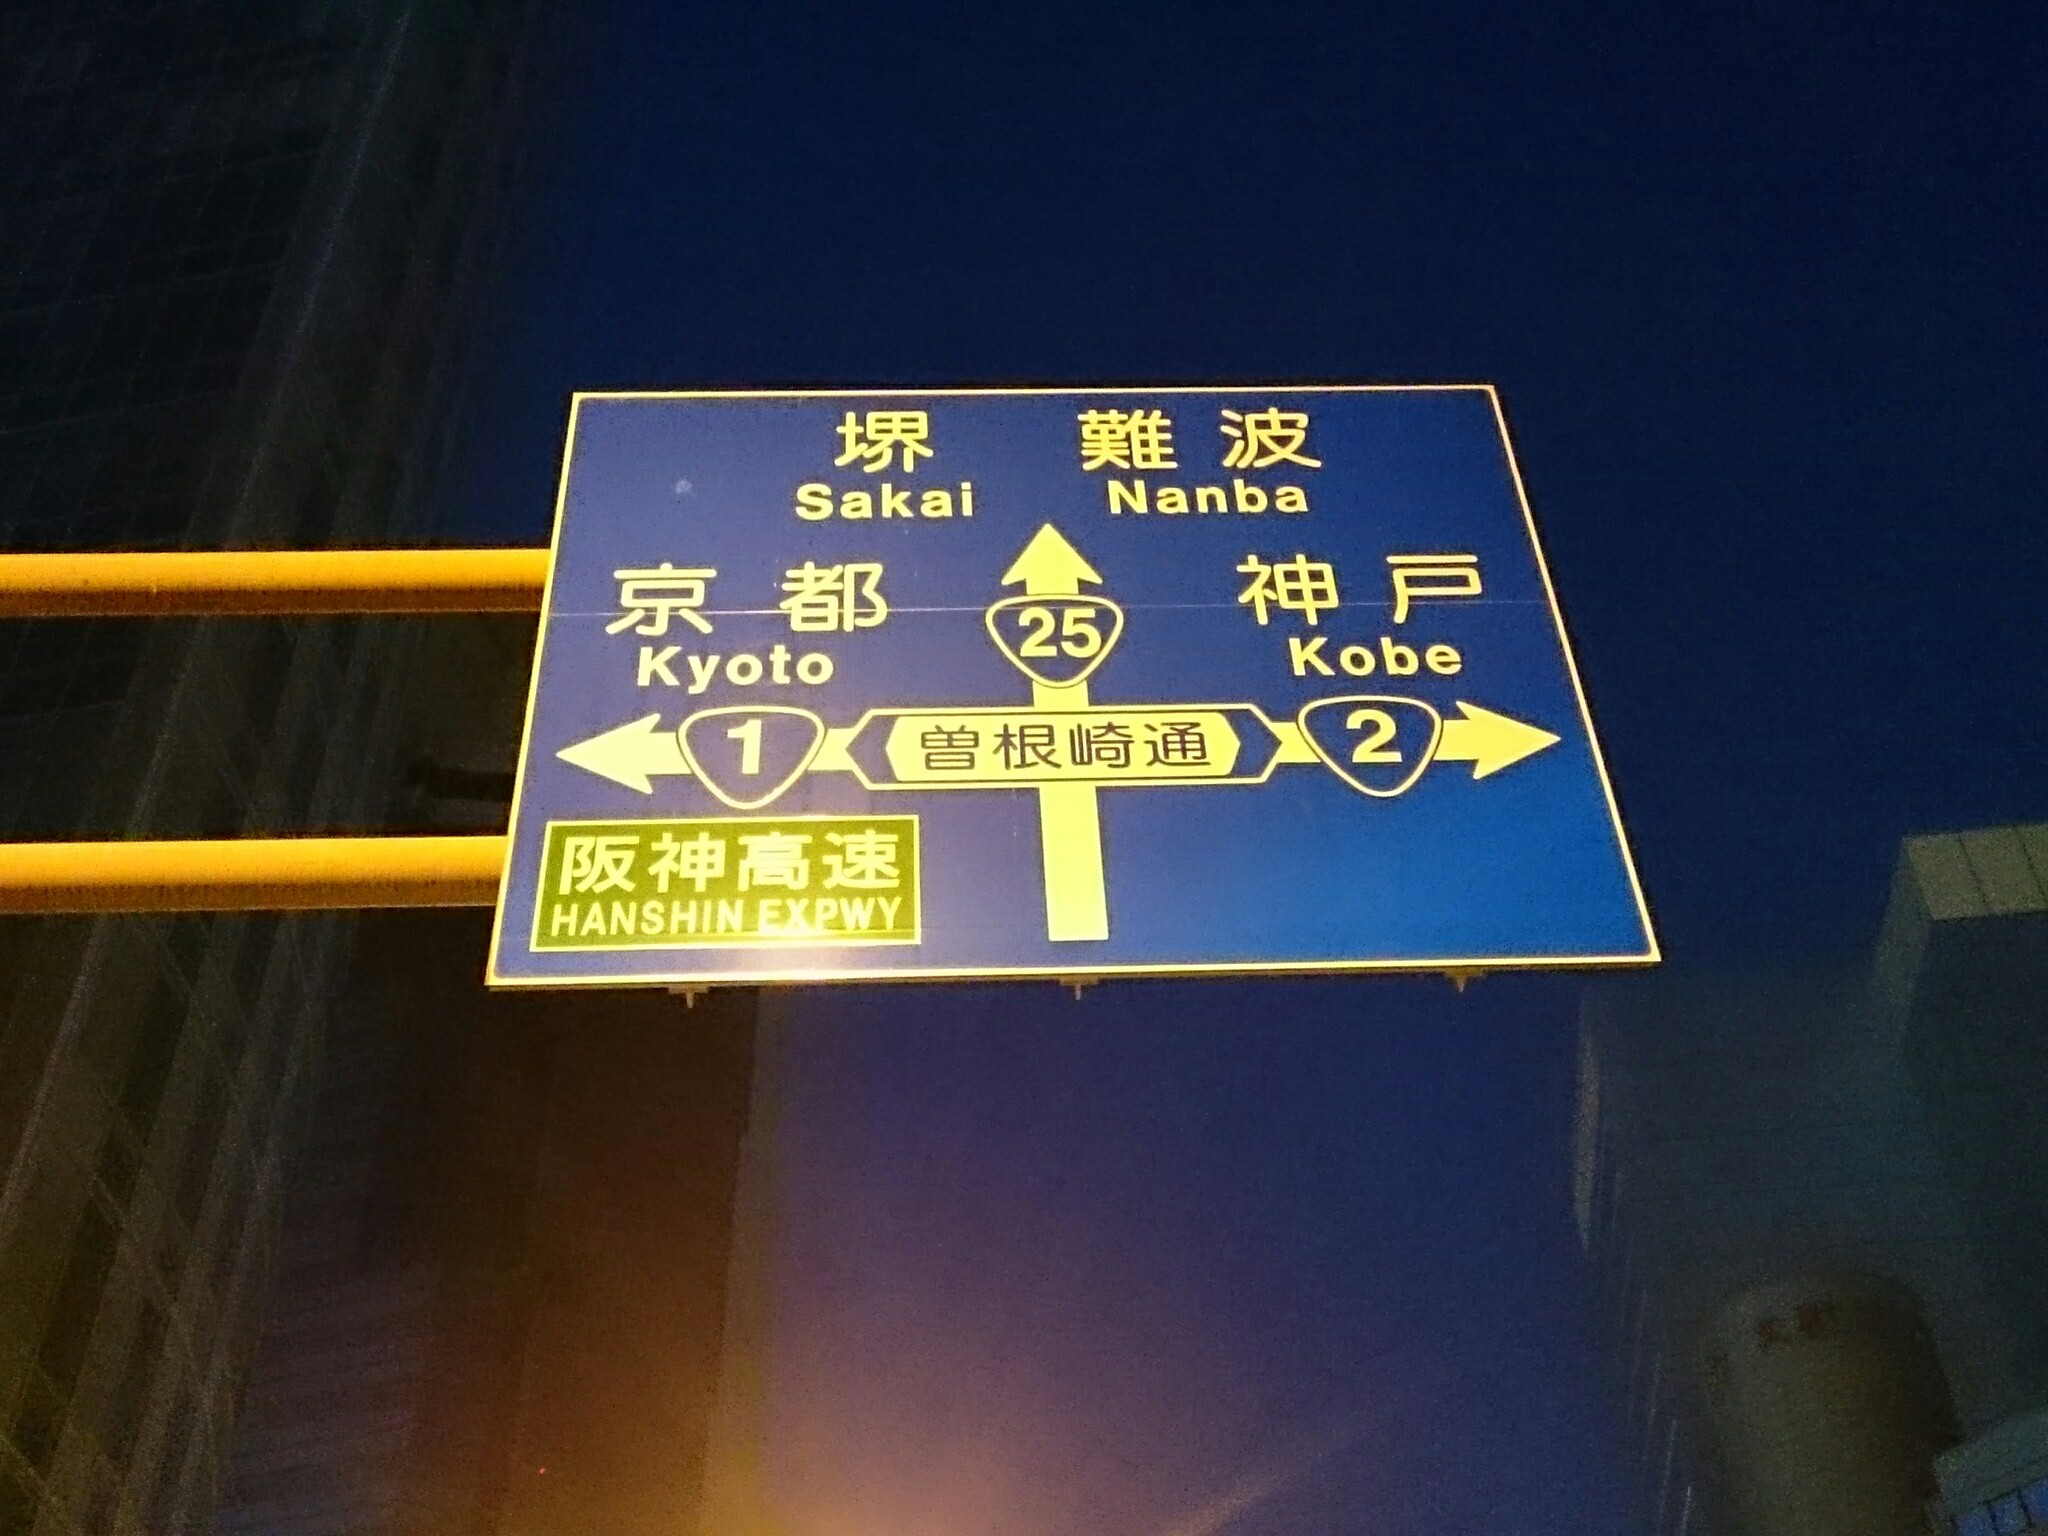 堺 難波
Sakai Nanba
京都 25 神戸
Kyoto Kobe
1 曽根崎通 2
阪神高速
HANSHIN EXPWY